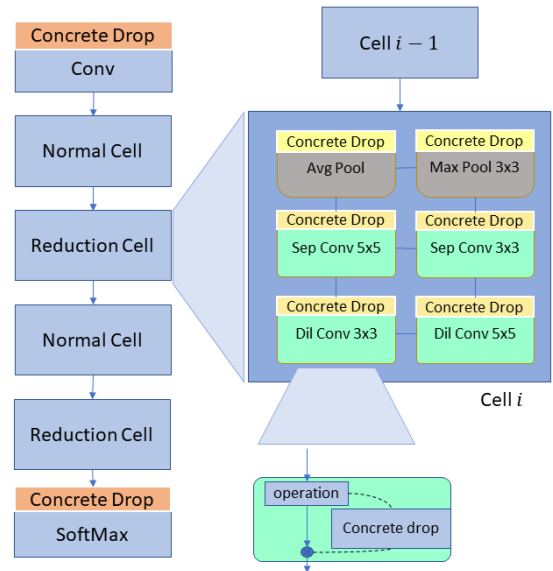 Concrete Drop
Conv
Normal Cell
Reduction Cell
Normal Cell
Reduction Cell
Concrete Drop
SoftMax
Cell i − 1
Concrete Drop
Avg Pool
Concrete Drop
Max Pool 3x3
Concrete Drop
Sep Conv 5x5
Concrete Drop
Sep Conv 3x3
Concrete Drop
Dil Conv 3x3
Concrete Drop
Dil Conv 5x5
Cell i
operation
Concrete drop